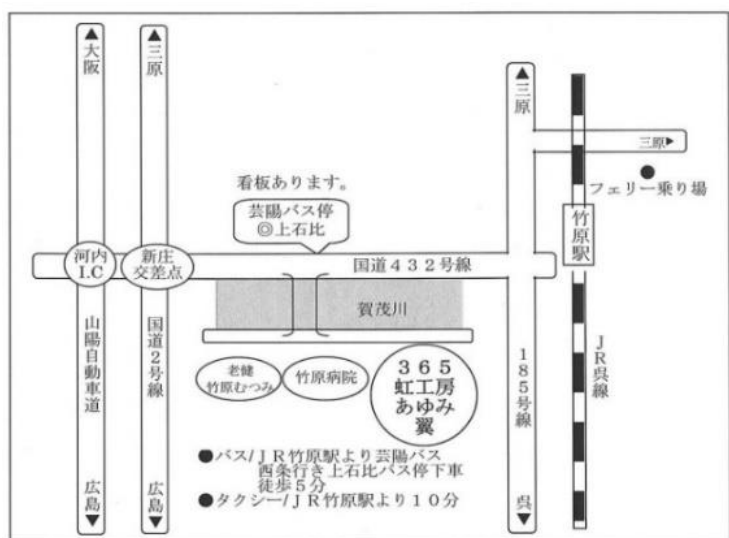 ▲大阪
▲三原
▲三原
三原▶
フェリー乗り場
看板あります。
芸陽バス停
◎上石比
竹原駅
河内
I.C
新庄
交差点
国道432号線
賀茂川
山陽自動車道
国道2号線
185号線
JR呉線
老健
竹原むつみ
竹原病院
365
虹工房
あゆみ
翼
●バス/JR竹原駅より芸陽バス
西条行き上石比バス停下車
徒歩5分
●タクシー/JR竹原駅より10分
広島▼
広島▼
呉▼